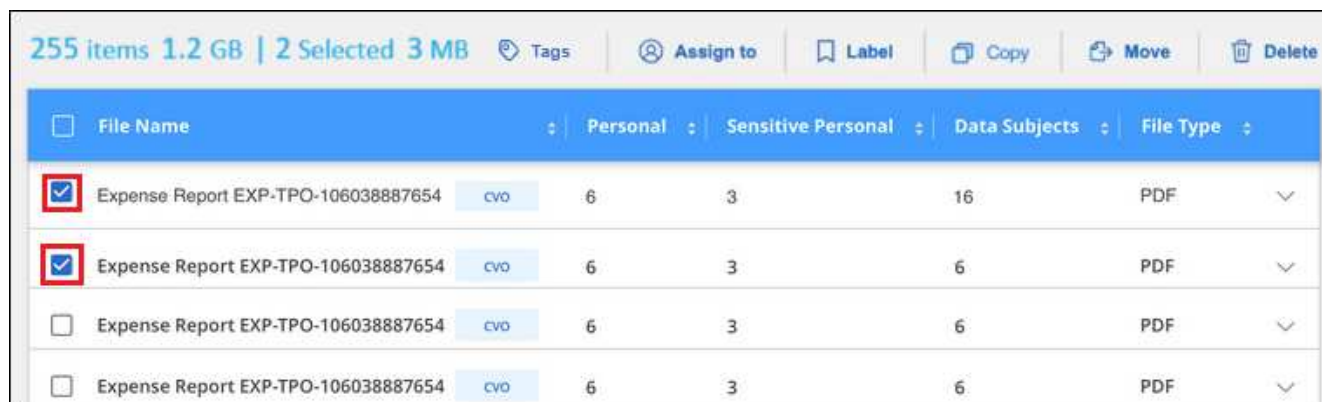 255 items 1.2 GB | 2 Selected 3 MB Tags Assign to Label Copy Move Delete
File Name Personal Sensitive Personal Data Subjects File Type
Expense Report EXP-TPO-106038887654 CVO 6 3 16 PDF
Expense Report EXP-TPO-106038887654 CVO 6 3 6 PDF
Expense Report EXP-TPO-106038887654 CVO 6 3 6 PDF
Expense Report EXP-TPO-106038887654 CVO 6 3 6 PDF